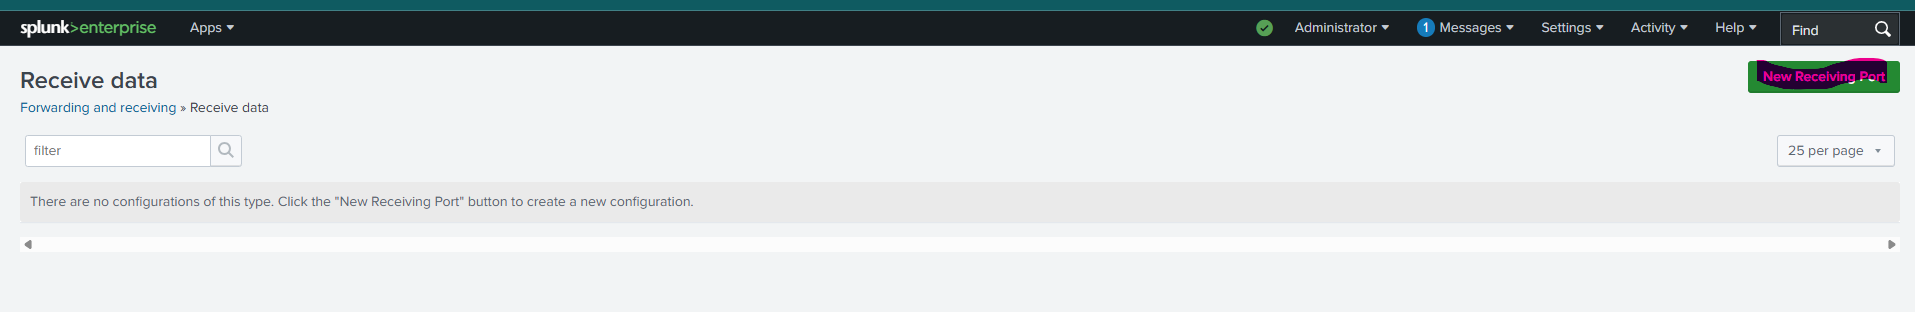 splunk>enterprise Apps Administrator 1 Messages Settings Activity Help Find
Receive data New Receiving Port
Forwarding and receiving » Receive data
filter 25 per page
There are no configurations of this type. Click the "New Receiving Port" button to create a new configuration.